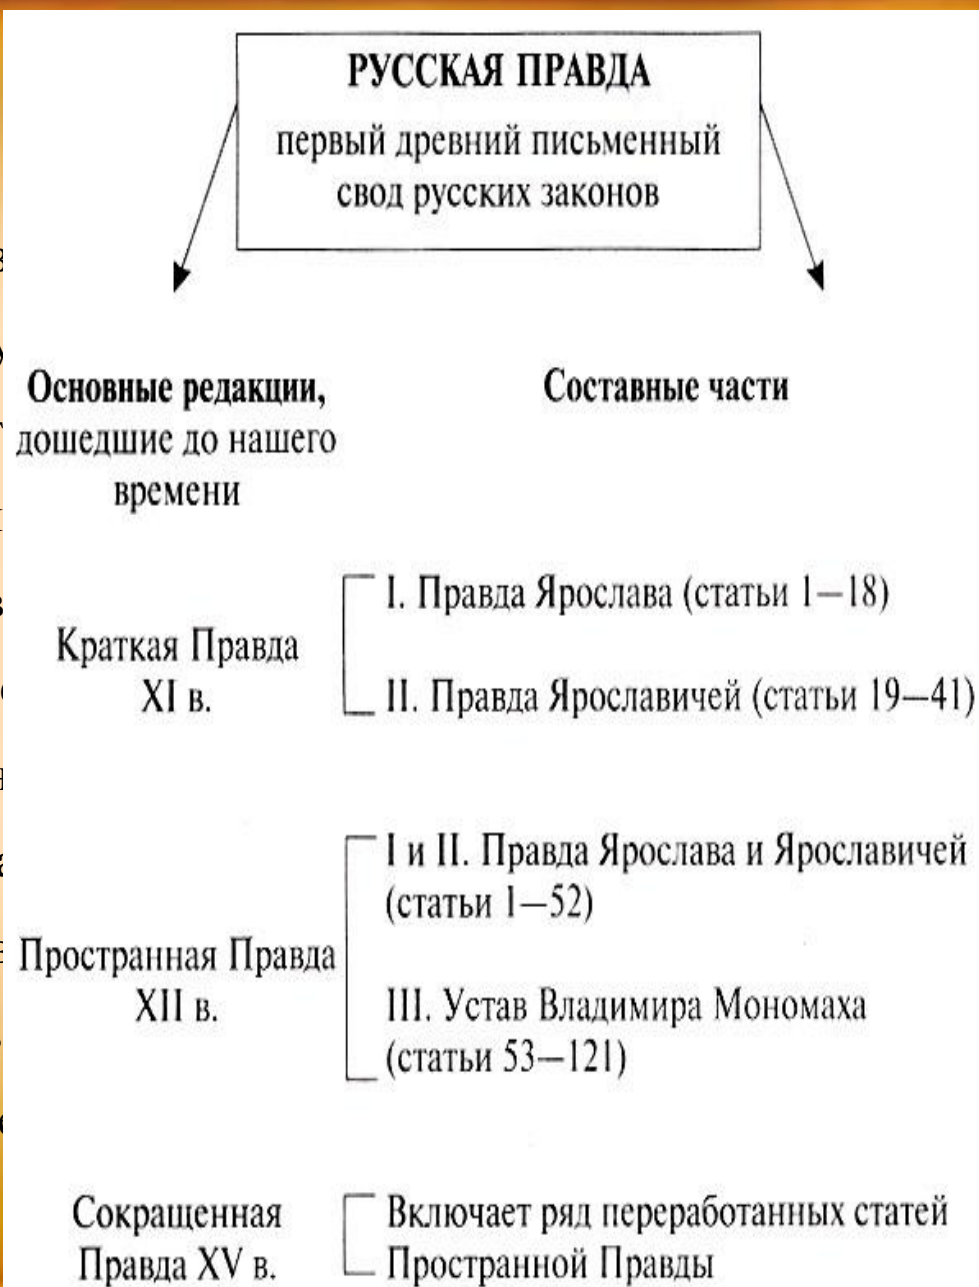 РУССКАЯ ПРАВДА
первый древний письменный
свод русских законов
Основные редакции,
дошедшие до нашего
времени
Составные части
Краткая Правда
XI в.
I. Правда Ярослава (статьи 1—18)
II. Правда Ярославичей (статьи 19—41)
Пространная Правда
XII в.
I и II. Правда Ярослава и Ярославичей
(статьи 1—52)
III. Устав Владимира Мономаха
(статьи 53—121)
Сокращенная
Правда XV в.
Включает ряд переработанных статей
Пространной Правды